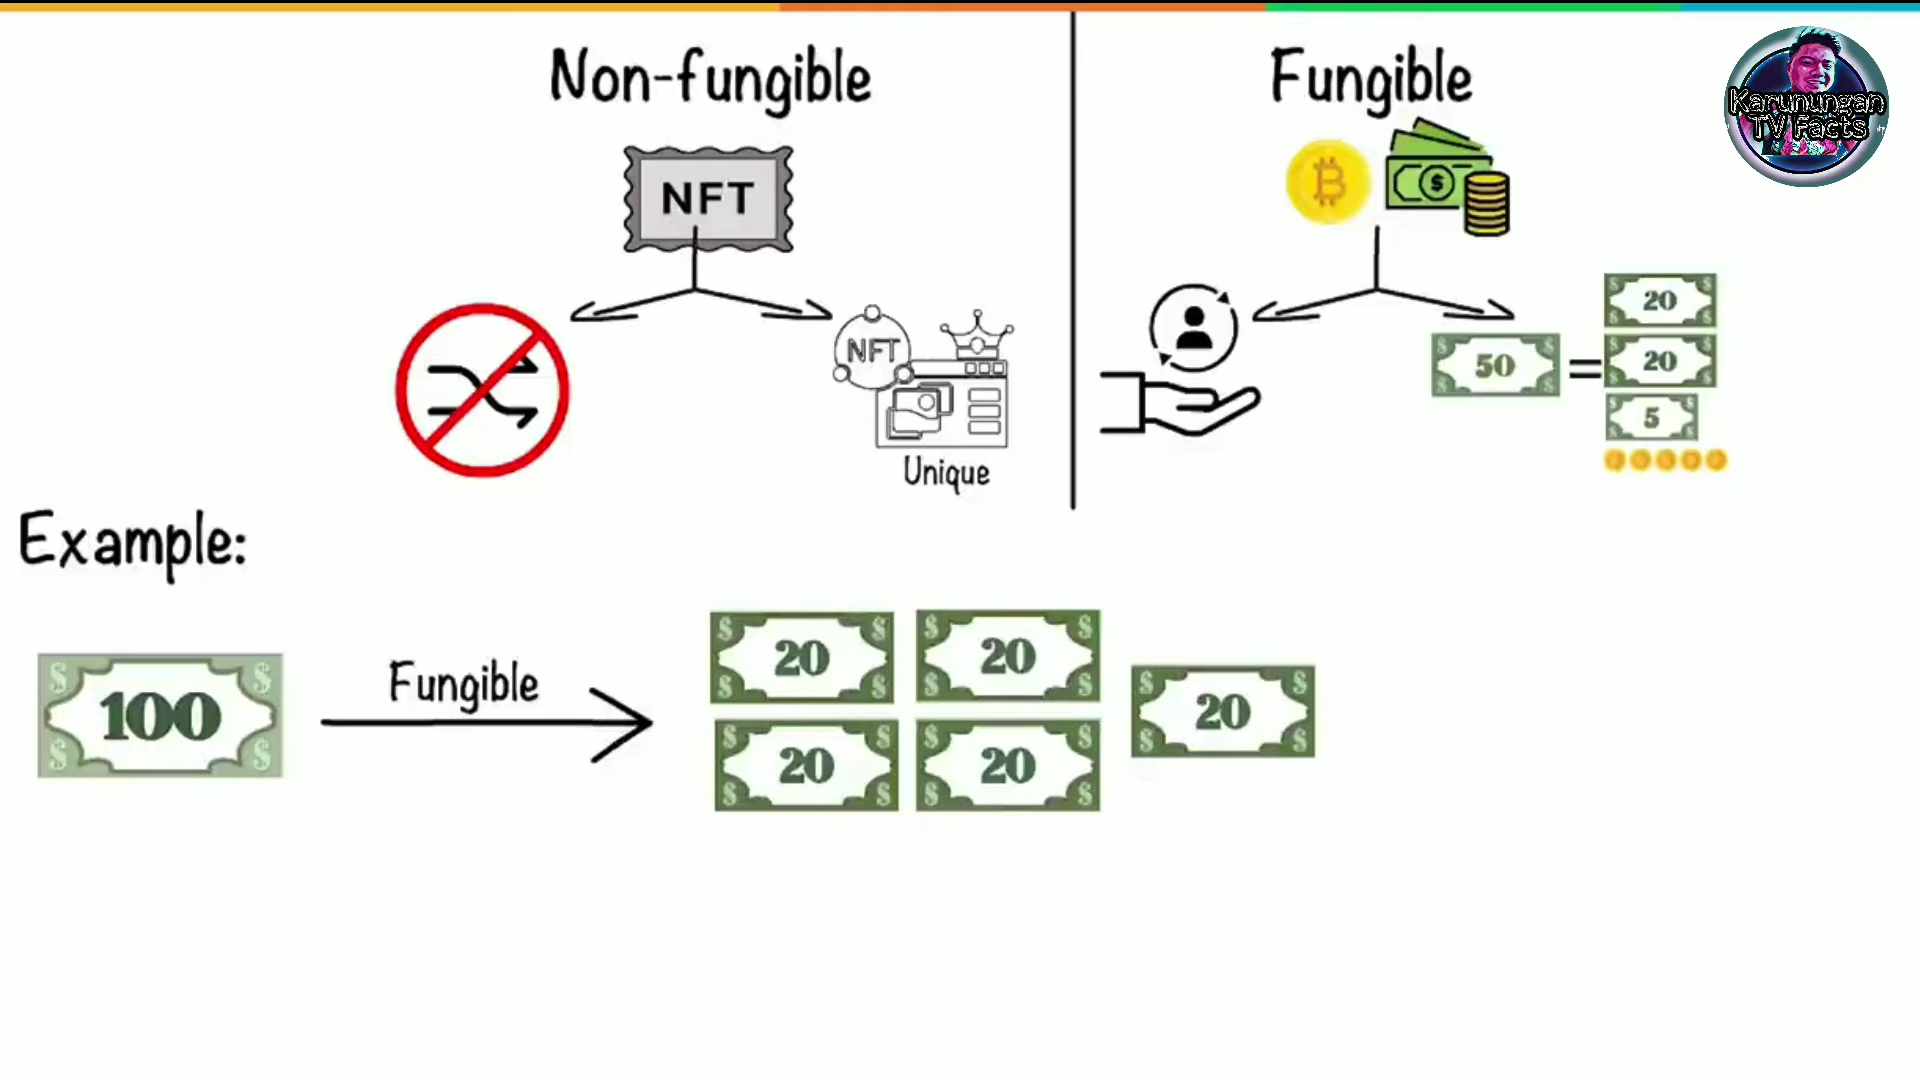 Non-fungible
NFT
NFT
Unique
Fungible
$
50
=
20
20
5
Karunungan
TV Facts
Example:
100
Fungible
20
20
20
20
20